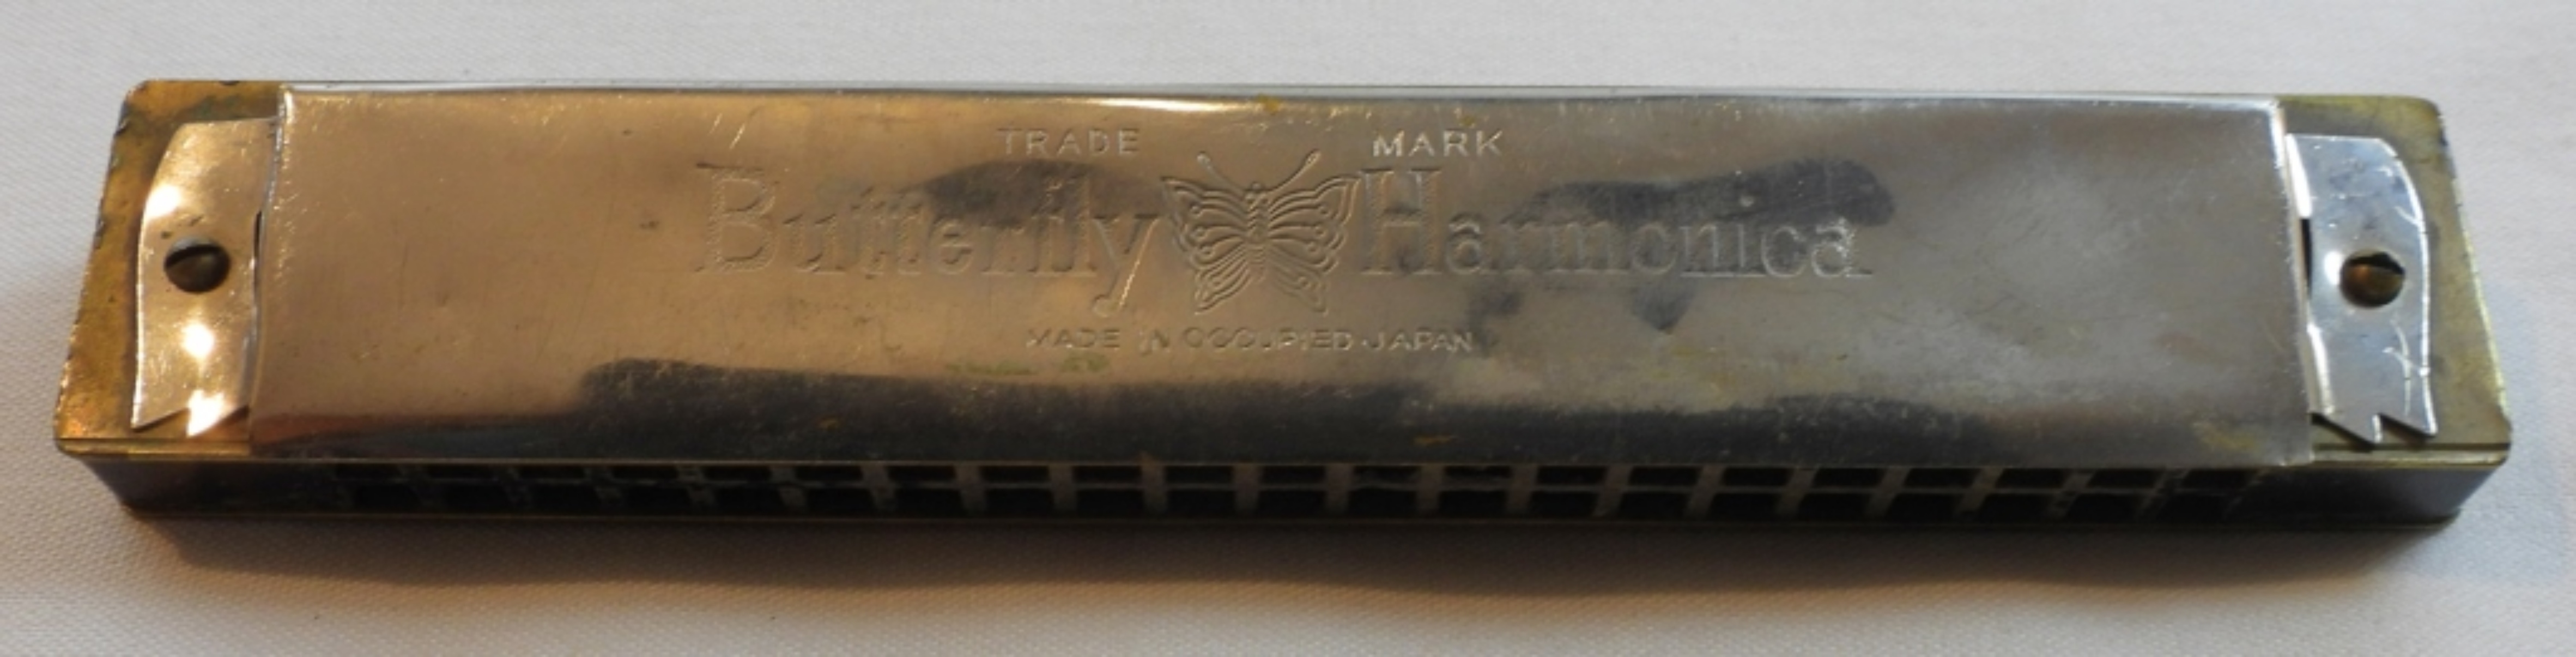 TRADE MARK
Butterfly Harmonica
MADE IN OCCUPIED JAPAN